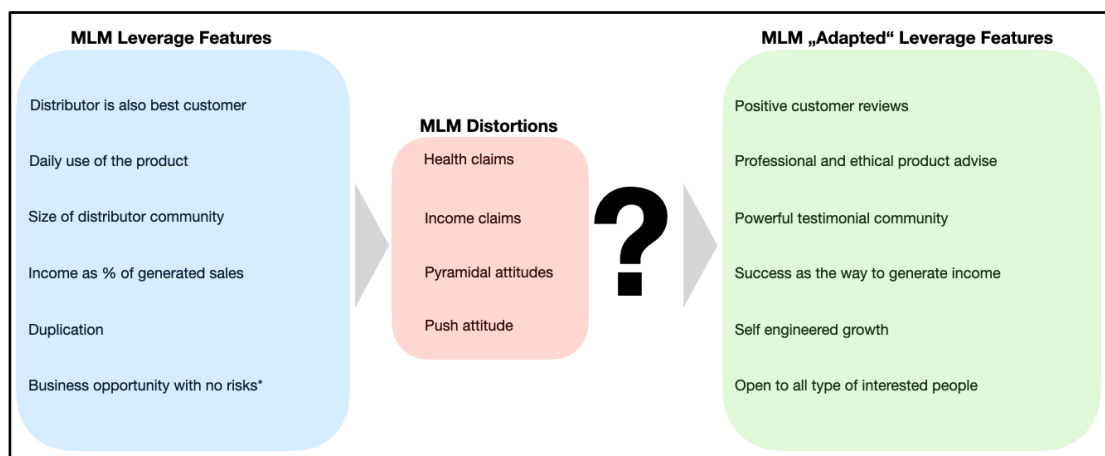 MLM Leverage Features
Distributor is also best customer
Daily use of the product
Size of distributor community
Income as % of generated sales
Duplication
Business opportunity with no risks*
MLM Distortions
Health claims
Income claims
Pyramidal attitudes
Push attitude
?
MLM „Adapted“ Leverage Features
Positive customer reviews
Professional and ethical product advise
Powerful testimonial community
Success as the way to generate income
Self engineered growth
Open to all type of interested people